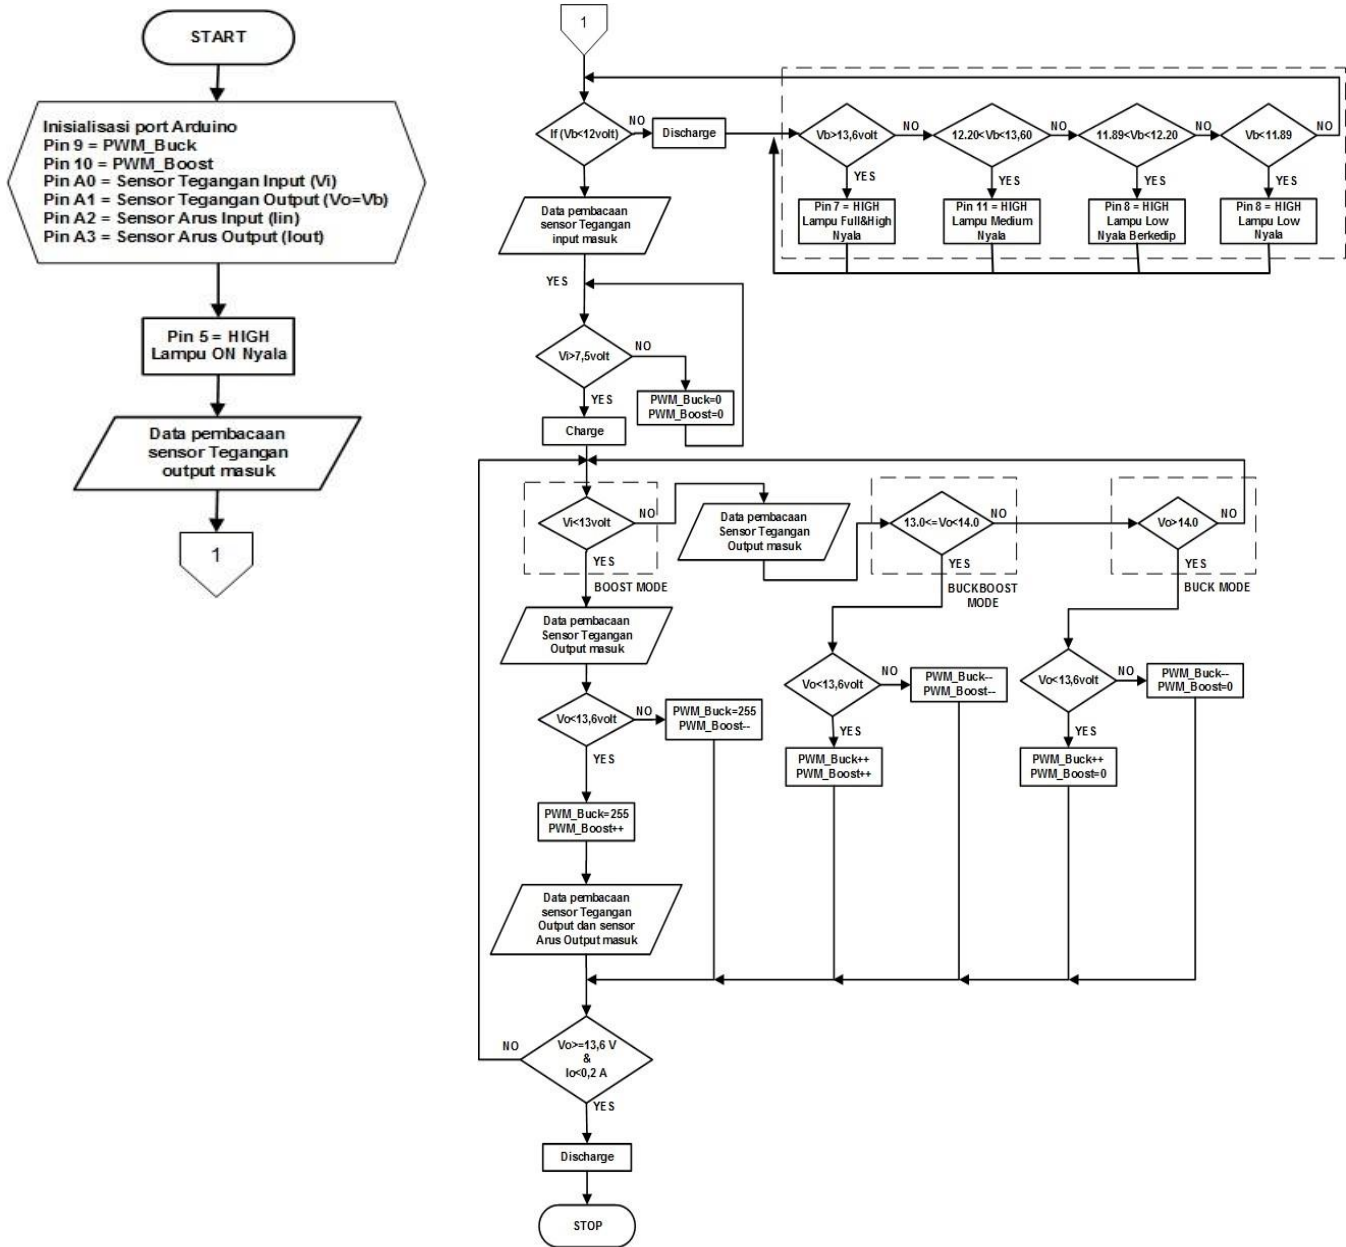 START
Inisialisasi port Arduino
Pin 9 = PWM_Buck
Pin 10 = PWM_Boost
Pin A0 = Sensor Tegangan Input (Vi)
Pin A1 = Sensor Tegangan Output (Vo=Vb)
Pin A2 = Sensor Arus Input (Iin)
Pin A3 = Sensor Arus Output (Iout)
Pin 5 = HIGH
Lampu ON Nyala
Data pembacaan
sensor Tegangan
output masuk
1
1
If (Vb<12volt)
NO
Discharge
Vb>13,6volt
NO
12.20<Vb<13,60
NO
11.89<Vb<12.20
NO
Vb<11.89
NO
YES
YES
YES
YES
Pin 7 = HIGH
Lampu Full&High
Nyala
Pin 11 = HIGH
Lampu Medium
Nyala
Pin 8 = HIGH
Lampu Low
Nyala Berkedip
Pin 8 = HIGH
Lampu Low
Nyala
Data pembacaan
sensor Tegangan
input masuk
YES
Vi>7,5volt
NO
PWM_Buck=0
PWM_Boost=0
YES
Charge
Vi<13volt
NO
Data pembacaan
Sensor Tegangan
Output masuk
13.0<=Vo<14.0
NO
Vo>14.0
NO
YES
YES
YES
BOOST MODE
BUCKBOOST
MODE
BUCK MODE
Data pembacaan
Sensor Tegangan
Output masuk
Vo<13,6volt
NO
PWM_Buck=255
PWM_Boost--
YES
Vo<13,6volt
NO
PWM_Buck--
PWM_Boost--
YES
PWM_Buck++
PWM_Boost++
Vo<13,6volt
NO
PWM_Buck--
PWM_Boost=0
YES
PWM_Buck++
PWM_Boost=0
PWM_Buck=255
PWM_Boost++
Data pembacaan
sensor Tegangan
Output dan sensor
Arus Output masuk
NO
Vo>=13,6 V
&
Io<0,2 A
YES
Discharge
STOP